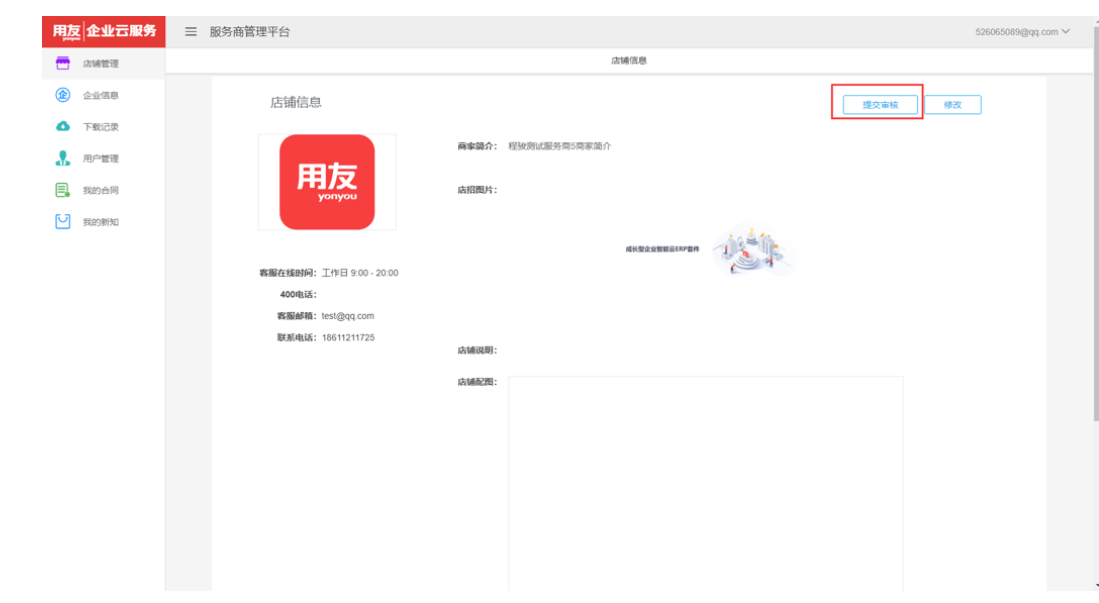 用友 企业云服务
yonyou
服务商管理平台
526065089@qq.com
店铺管理
店铺信息
企业信息
下载记录
用户管理
我的合同
我的新知
店铺信息
提交审核
修改
用友
yonyou
商家简介: 程骏测试服务商5商家简介
店招图片:
成长型企业智能云ERP套件
客服在线时间: 工作日 9:00 - 20:00
400电话:
客服邮箱: test@qq.com
联系电话: 18611211725
店铺说明:
店铺配图: